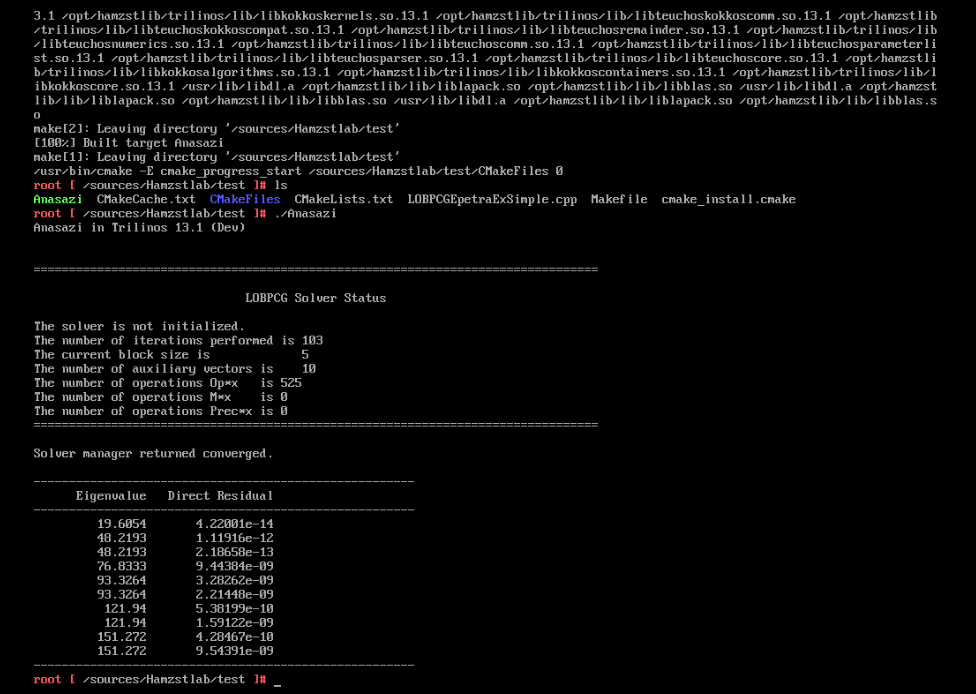 3.1 /opt/hamzstlib/trilinos/lib/libkokkoskernels.so.13.1 /opt/hamzstlib/trilinos/lib/libteuchoskokkoscomm.so.13.1 /opt/hamzstlib
/trilinos/lib/libteuchoskokkoscompat.so.13.1 /opt/hamzstlib/trilinos/lib/libteuchosremainder.so.13.1 /opt/hamzstlib/trilinos/lib
/libteuchosnumerics.so.13.1 /opt/hamzstlib/trilinos/lib/libteuchoscomm.so.13.1 /opt/hamzstlib/trilinos/lib/libteuchosparameterli
st.so.13.1 /opt/hamzstlib/trilinos/lib/libteuchosparser.so.13.1 /opt/hamzstlib/trilinos/lib/libteuchoscore.so.13.1 /opt/hamzstli
b/trilinos/lib/libkokkosalgorithms.so.13.1 /opt/hamzstlib/trilinos/lib/libkokkoscontainers.so.13.1 /opt/hamzstlib/trilinos/lib/l
ibkokkoscore.so.13.1 /usr/lib/libdl.a /opt/hamzstlib/lib/liblapack.so /opt/hamzstlib/lib/libblas.so /usr/lib/libdl.a /opt/hamzst
lib/lib/liblapack.so /opt/hamzstlib/lib/libblas.so /usr/lib/libdl.a /opt/hamzstlib/lib/liblapack.so /opt/hamzstlib/lib/libblas.s
o
make[2]: Leaving directory '/sources/Hamzstlab/test'
[100%] Built target Anasazi
make[1]: Leaving directory '/sources/Hamzstlab/test'
/usr/bin/cmake -E cmake_progress_start /sources/Hamzstlab/test/CMakeFiles 0
root [ /sources/Hamzstlab/test ]# ls
Anasazi  CMakeCache.txt  CMakeFiles  CMakeLists.txt  LOBPCGEpetraExSimple.cpp  Makefile  cmake_install.cmake
root [ /sources/Hamzstlab/test ]# ./Anasazi
Anasazi in Trilinos 13.1 (Dev)
================================================================================
LOBPCG Solver Status
The solver is not initialized.
The number of iterations performed is 103
The current block size is             5
The number of auxiliary vectors is    10
The number of operations Op*x   is 525
The number of operations M*x    is 0
The number of operations Prec*x is 0
================================================================================
Solver manager returned converged.
------------------------------------------------------
Eigenvalue   Direct Residual
------------------------------------------------------
19.6054       4.22001e-14
48.2193       1.11916e-12
48.2193       2.18658e-13
76.8333       9.44384e-09
93.3264       3.28262e-09
93.3264       2.21448e-09
121.94       5.38199e-10
121.94       1.59122e-09
151.272       4.28467e-10
151.272       9.54391e-09
------------------------------------------------------
root [ /sources/Hamzstlab/test ]# _